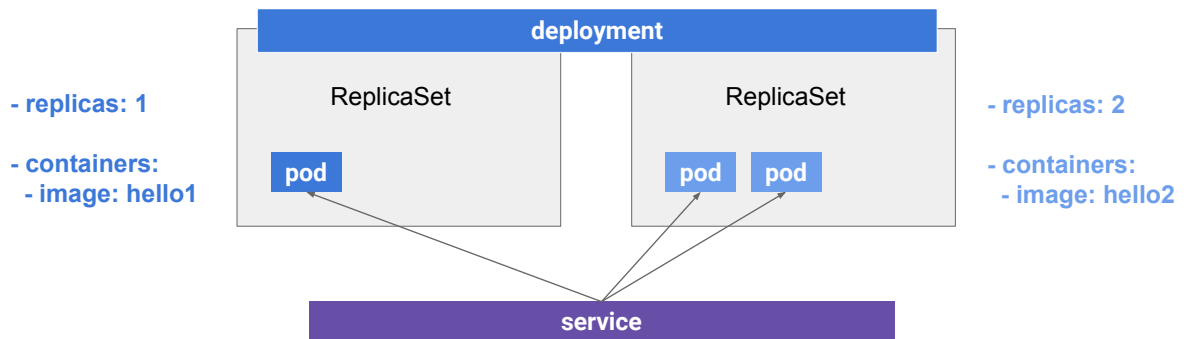 deployment
ReplicaSet
ReplicaSet
- replicas: 1
- containers:
- image: hello1
- replicas: 2
- containers:
- image: hello2
pod
pod
pod
service